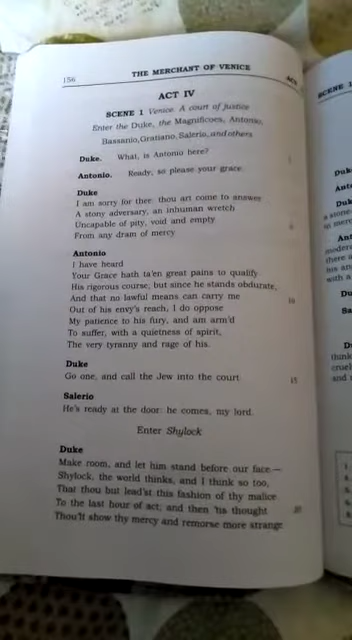 156 THE MERCHANT OF VENICE
ACT IV
SCENE 1 Venice. A court of justice
Enter the Duke, the Magnificoes, Antonio,
Bassanio, Gratiano, Salerio, and others
Duke. What, is Antonio here?
Antonio. Ready, so please your grace
Duke
I am sorry for thee: thou art come to answer
A stony adversary, an inhuman wretch
Uncapable of pity, void and empty
From any dram of mercy
Antonio
I have heard
Your Grace hath ta'en great pains to qualify
His rigorous course; but since he stands obdurate,
And that no lawful means can carry me 10
Out of his envy's reach, I do oppose
My patience to his fury, and am arm'd
To suffer, with a quietness of spirit,
The very tyranny and rage of his.
Duke
Go one, and call the Jew into the court 15
Salerio
He's ready at the door: he comes, my lord.
Enter Shylock
Duke
Make room, and let him stand before our face —
Shylock, the world thinks, and I think so too,
That thou but lead'st this fashion of thy malice
To the last hour of act; and then 'tis thought 20
Thou'lt show thy mercy and remorse more strange
SCENE 1